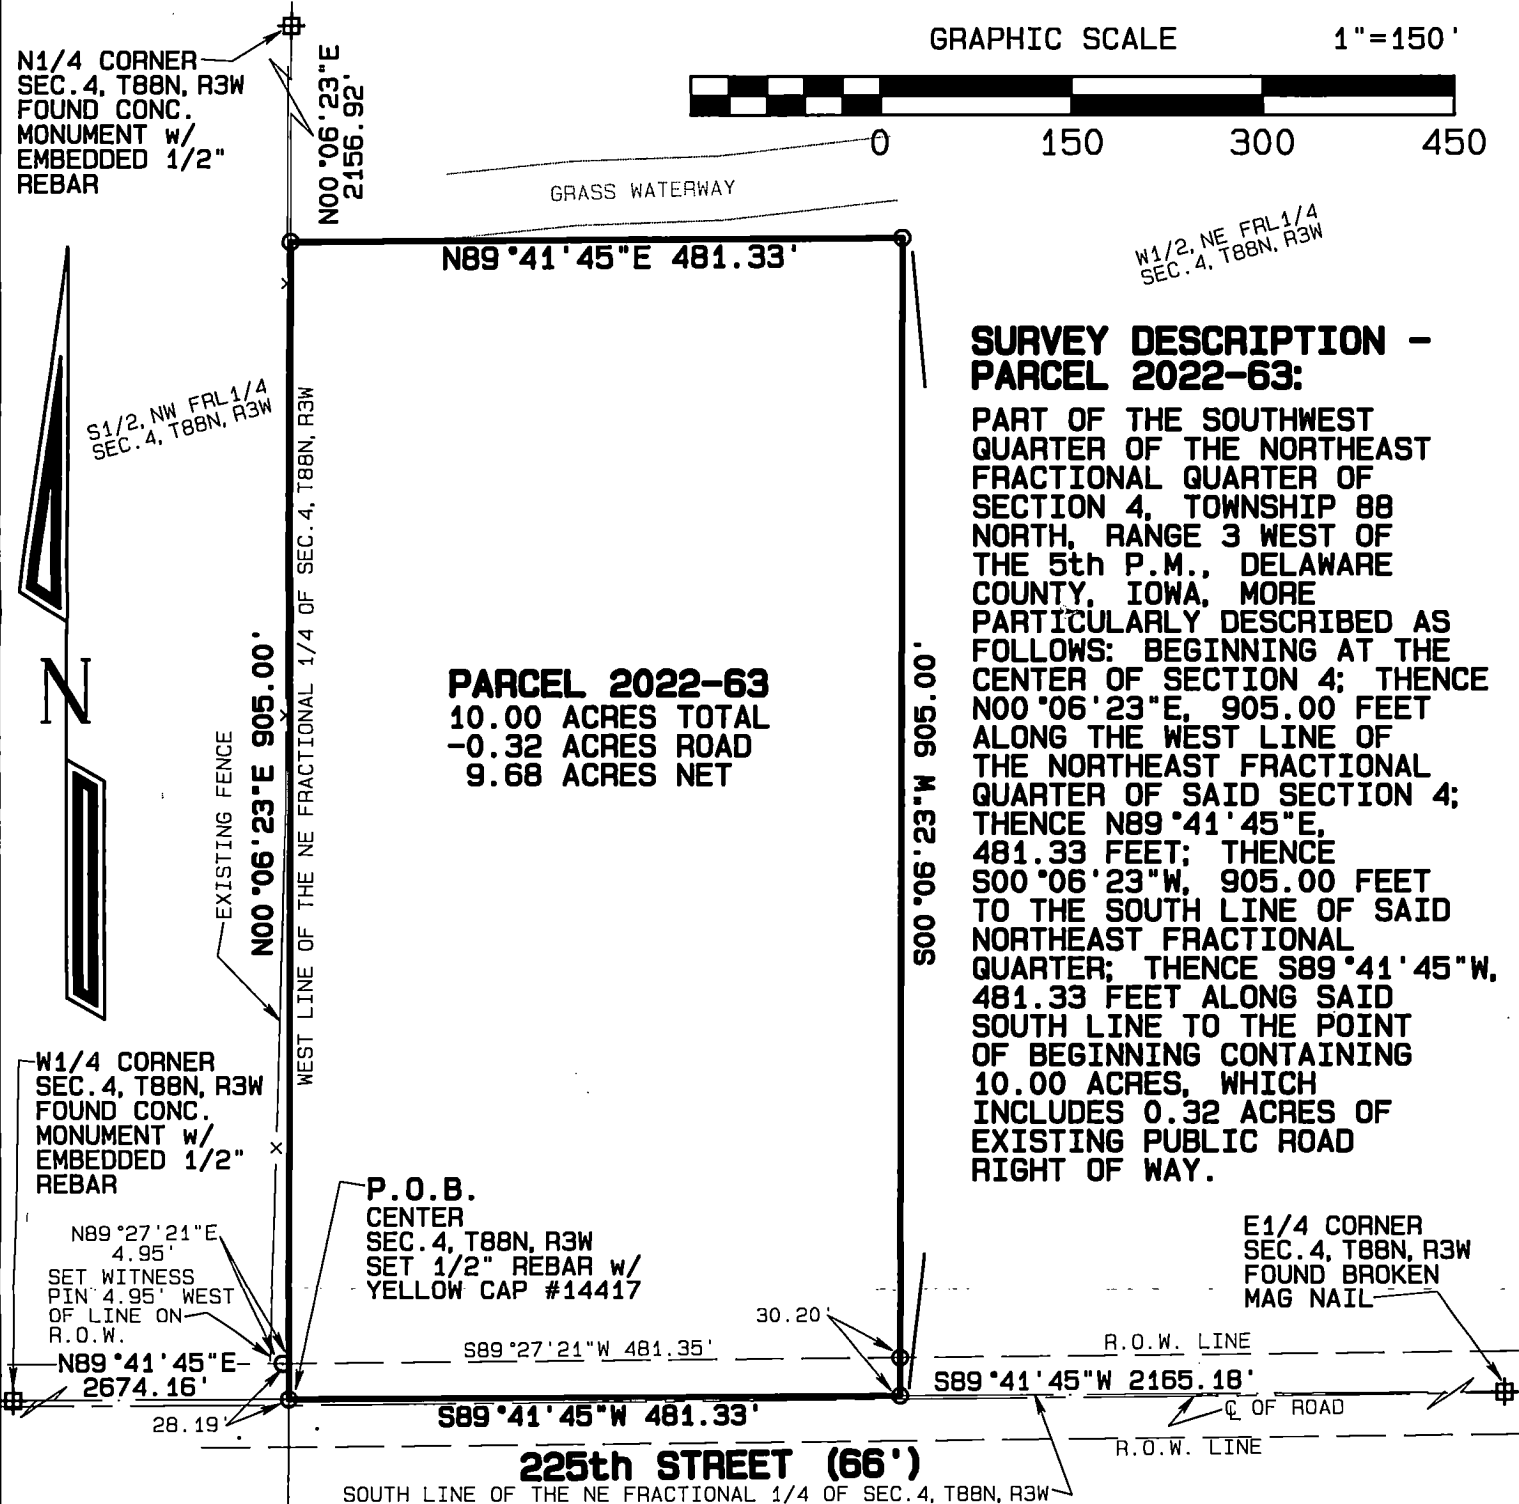 GRAPHIC SCALE 1"=150'
0 150 300 450
N1/4 CORNER
SEC.4, T88N, R3W
FOUND CONC.
MONUMENT w/
EMBEDDED 1/2"
REBAR
N00°06'23"E
2156.92'
GRASS WATERWAY
W1/2, NE FRL1/4
SEC.4, T88N, R3W
N89°41'45"E 481.33'
S1/2, NW FRL1/4
SEC.4, T88N, R3W
N
EXISTING FENCE
N00°06'23"E 905.00'
WEST LINE OF THE NE FRACTIONAL 1/4 OF SEC.4, T88N, R3W
PARCEL 2022-63
10.00 ACRES TOTAL
-0.32 ACRES ROAD
9.68 ACRES NET
S00°06'23"W 905.00'
SURVEY DESCRIPTION -
PARCEL 2022-63:
PART OF THE SOUTHWEST
QUARTER OF THE NORTHEAST
FRACTIONAL QUARTER OF
SECTION 4, TOWNSHIP 88
NORTH, RANGE 3 WEST OF
THE 5th P.M., DELAWARE
COUNTY, IOWA, MORE
PARTICULARLY DESCRIBED AS
FOLLOWS: BEGINNING AT THE
CENTER OF SECTION 4; THENCE
N00°06'23"E, 905.00 FEET
ALONG THE WEST LINE OF
THE NORTHEAST FRACTIONAL
QUARTER OF SAID SECTION 4;
THENCE N89°41'45"E,
481.33 FEET; THENCE
S00°06'23"W, 905.00 FEET
TO THE SOUTH LINE OF SAID
NORTHEAST FRACTIONAL
QUARTER; THENCE S89°41'45"W,
481.33 FEET ALONG SAID
SOUTH LINE TO THE POINT
OF BEGINNING CONTAINING
10.00 ACRES, WHICH
INCLUDES 0.32 ACRES OF
EXISTING PUBLIC ROAD
RIGHT OF WAY.
W1/4 CORNER
SEC.4, T88N, R3W
FOUND CONC.
MONUMENT w/
EMBEDDED 1/2"
REBAR
P.O.B.
CENTER
SEC.4, T88N, R3W
SET 1/2" REBAR w/
YELLOW CAP #14417
N89°27'21"E
4.95'
SET WITNESS
PIN 4.95' WEST
OF LINE ON
R.O.W.
E1/4 CORNER
SEC.4, T88N, R3W
FOUND BROKEN
MAG NAIL
30.20'
S89°27'21"W 481.35'
R.O.W. LINE
N89°41'45"E
2674.16'
S89°41'45"W 2165.18'
28.19'
S89°41'45"W 481.33'
℄ OF ROAD
R.O.W. LINE
225th STREET (66')
SOUTH LINE OF THE NE FRACTIONAL 1/4 OF SEC.4, T88N, R3W